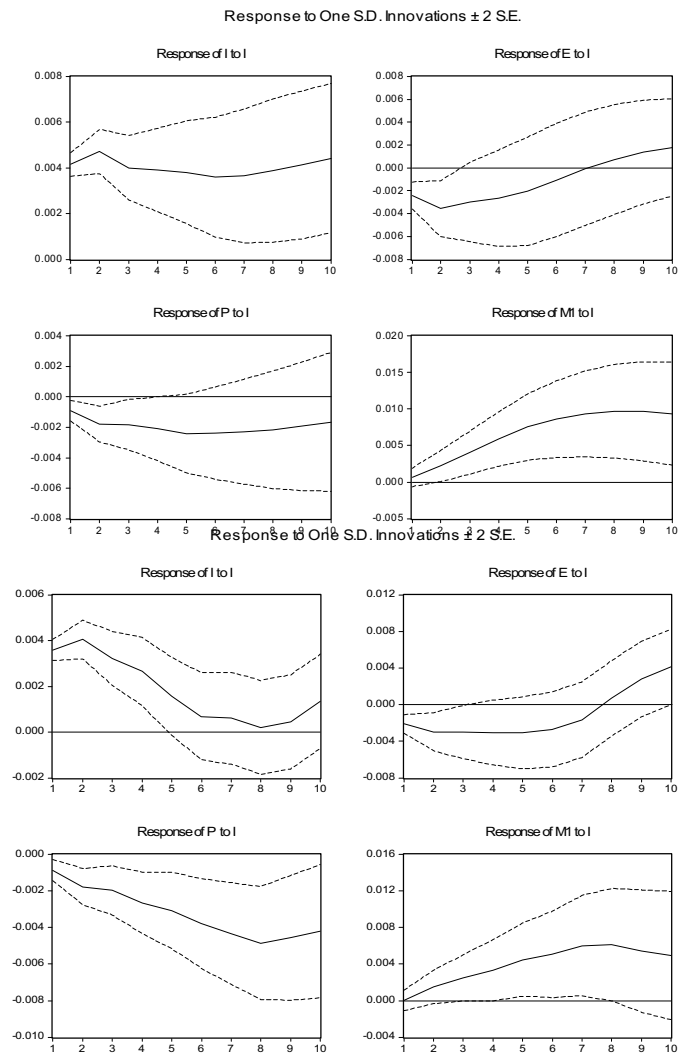 Response to One S.D. Innovations ± 2 S.E.
Response of I to I
Response of E to I
0.008
0.006
0.004
0.002
0.000
1 2 3 4 5 6 7 8 9 10
0.008
0.006
0.004
0.002
0.000
-0.002
-0.004
-0.006
-0.008
1 2 3 4 5 6 7 8 9 10
Response of P to I
Response of M1 to I
0.004
0.002
0.000
-0.002
-0.004
-0.006
-0.008
1 2 3 4 5 6 7 8 9 10
0.020
0.015
0.010
0.005
0.000
-0.005
1 2 3 4 5 6 7 8 9 10
Response to One S.D. Innovations ± 2 S.E.
Response of I to I
Response of E to I
0.006
0.004
0.002
0.000
-0.002
1 2 3 4 5 6 7 8 9 10
0.012
0.008
0.004
0.000
-0.004
-0.008
1 2 3 4 5 6 7 8 9 10
Response of P to I
Response of M1 to I
0.000
-0.002
-0.004
-0.006
-0.008
-0.010
1 2 3 4 5 6 7 8 9 10
0.016
0.012
0.008
0.004
0.000
-0.004
1 2 3 4 5 6 7 8 9 10